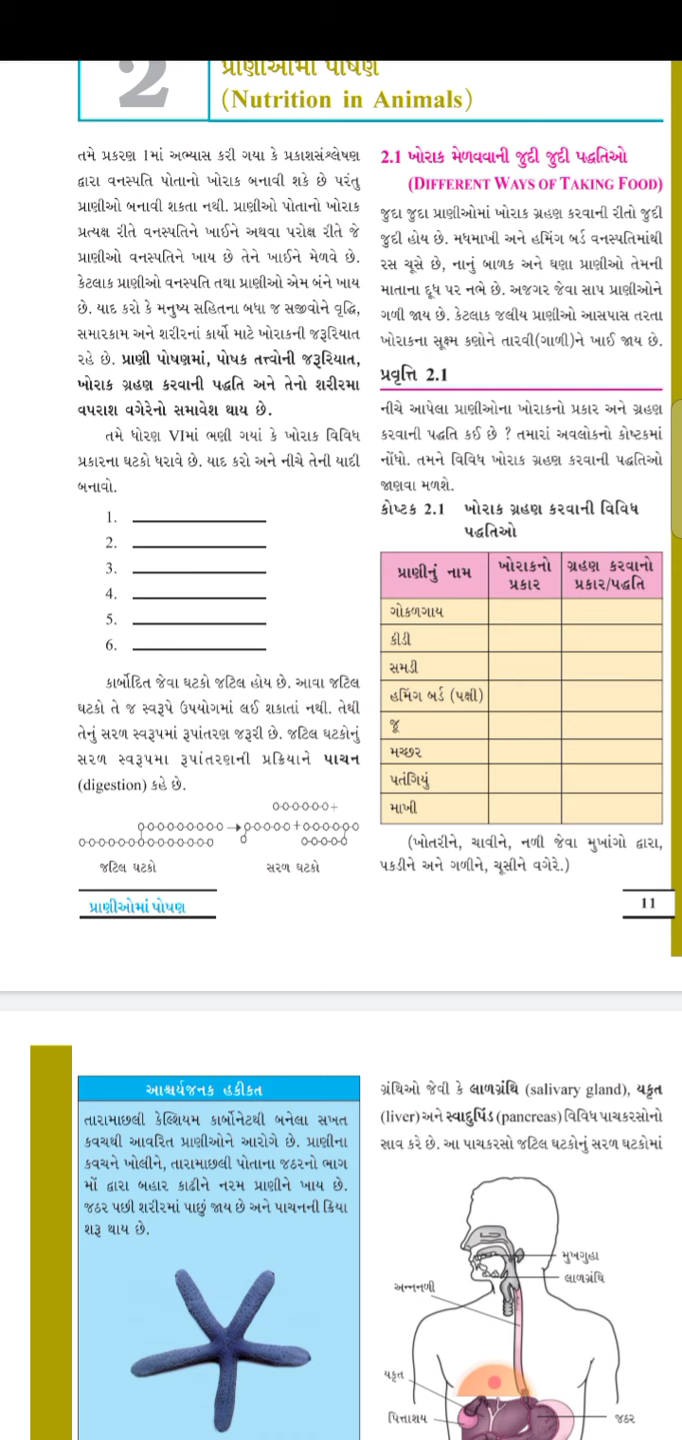 2
પ્રાણીઓમાં પોષણ
(Nutrition in Animals)
તમે પ્રકરણ 1માં અભ્યાસ કરી ગયા કે પ્રકાશસંશ્લેષણ
દ્વારા વનસ્પતિ પોતાનો ખોરાક બનાવી શકે છે પરંતુ
પ્રાણીઓ બનાવી શકતા નથી. પ્રાણીઓ પોતાનો ખોરાક
પ્રત્યક્ષ રીતે વનસ્પતિને ખાઈને અથવા પરોક્ષ રીતે જે
પ્રાણીઓ વનસ્પતિને ખાય છે તેને ખાઈને મેળવે છે.
કેટલાક પ્રાણીઓ વનસ્પતિ તથા પ્રાણીઓ એમ બંને ખાય
છે. યાદ કરો કે મનુષ્ય સહિતના બધા જ સજીવોને વૃદ્ધિ,
સમારકામ અને શરીરનાં કાર્યો માટે ખોરાકની જરૂરિયાત
રહે છે. પ્રાણી પોષણમાં, પોષક તત્ત્વોની જરૂરિયાત,
ખોરાક ગ્રહણ કરવાની પદ્ધતિ અને તેનો શરીરમા
વપરાશ વગેરેનો સમાવેશ થાય છે.
તમે ધોરણ VIમાં ભણી ગયાં કે ખોરાક વિવિધ
પ્રકારના ઘટકો ધરાવે છે. યાદ કરો અને નીચે તેની યાદી
બનાવો.
1.
2.
3.
4.
5.
6.
કાર્બોદિત જેવા ઘટકો જટિલ હોય છે. આવા જટિલ
ઘટકો તે જ સ્વરૂપે ઉપયોગમાં લઈ શકાતાં નથી. તેથી
તેનું સરળ સ્વરૂપમાં રૂપાંતરણ જરૂરી છે. જટિલ ઘટકોનું
સરળ સ્વરૂપમા રૂપાંતરણની પ્રક્રિયાને પાચન
(digestion) કહે છે.
જટિલ ઘટકો
સરળ ઘટકો
પ્રાણીઓમાં પોષણ
2.1 ખોરાક મેળવવાની જુદી જુદી પદ્ધતિઓ
(DIFFERENT WAYS OF TAKING FOOD)
જુદા જુદા પ્રાણીઓમાં ખોરાક ગ્રહણ કરવાની રીતો જુદી
જુદી હોય છે. મધમાખી અને હમિંગ બર્ડ વનસ્પતિમાંથી
રસ ચૂસે છે, નાનું બાળક અને ઘણા પ્રાણીઓ તેમની
માતાના દૂધ પર નભે છે. અજગર જેવા સાપ પ્રાણીઓને
ગળી જાય છે. કેટલાક જલીય પ્રાણીઓ આસપાસ તરતા
ખોરાકના સૂક્ષ્મ કણોને તારવી(ગાળી)ને ખાઈ જાય છે.
પ્રવૃત્તિ 2.1
નીચે આપેલા પ્રાણીઓના ખોરાકનો પ્રકાર અને ગ્રહણ
કરવાની પદ્ધતિ કઈ છે ? તમારાં અવલોકનો કોષ્ટકમાં
નોંધો. તમને વિવિધ ખોરાક ગ્રહણ કરવાની પદ્ધતિઓ
જાણવા મળશે.
કોષ્ટક 2.1 ખોરાક ગ્રહણ કરવાની વિવિધ
પદ્ધતિઓ
પ્રાણીનું નામ ખોરાકનો પ્રકાર ગ્રહણ કરવાનો પ્રકાર/પદ્ધતિ
ગોકળગાય
કીડી
સમડી
હમિંગ બર્ડ (પક્ષી)
જૂ
મચ્છર
પતંગિયું
માખી
(ખોતરીને, ચાવીને, નળી જેવા મુખાંગો દ્વારા,
પકડીને અને ગળીને, ચૂસીને વગેરે.)
11
આશ્ચર્યજનક હકીકત
તારામાછલી કેલ્શિયમ કાર્બોનેટથી બનેલા સખત
કવચથી આવરિત પ્રાણીઓને આરોગે છે. પ્રાણીના
કવચને ખોલીને, તારામાછલી પોતાના જઠરનો ભાગ
મોં દ્વારા બહાર કાઢીને નરમ પ્રાણીને ખાય છે.
જઠર પછી શરીરમાં પાછું જાય છે અને પાચનની ક્રિયા
શરૂ થાય છે.
ગ્રંથિઓ જેવી કે લાળગ્રંથિ (salivary gland), યકૃત
(liver) અને સ્વાદુપિંડ (pancreas) વિવિધ પાચકરસોનો
સ્રાવ કરે છે. આ પાચકરસો જટિલ ઘટકોનું સરળ ઘટકોમાં
મુખગુહા
લાળગ્રંથિ
અન્નનળી
યકૃત
પિત્તાશય
જઠર